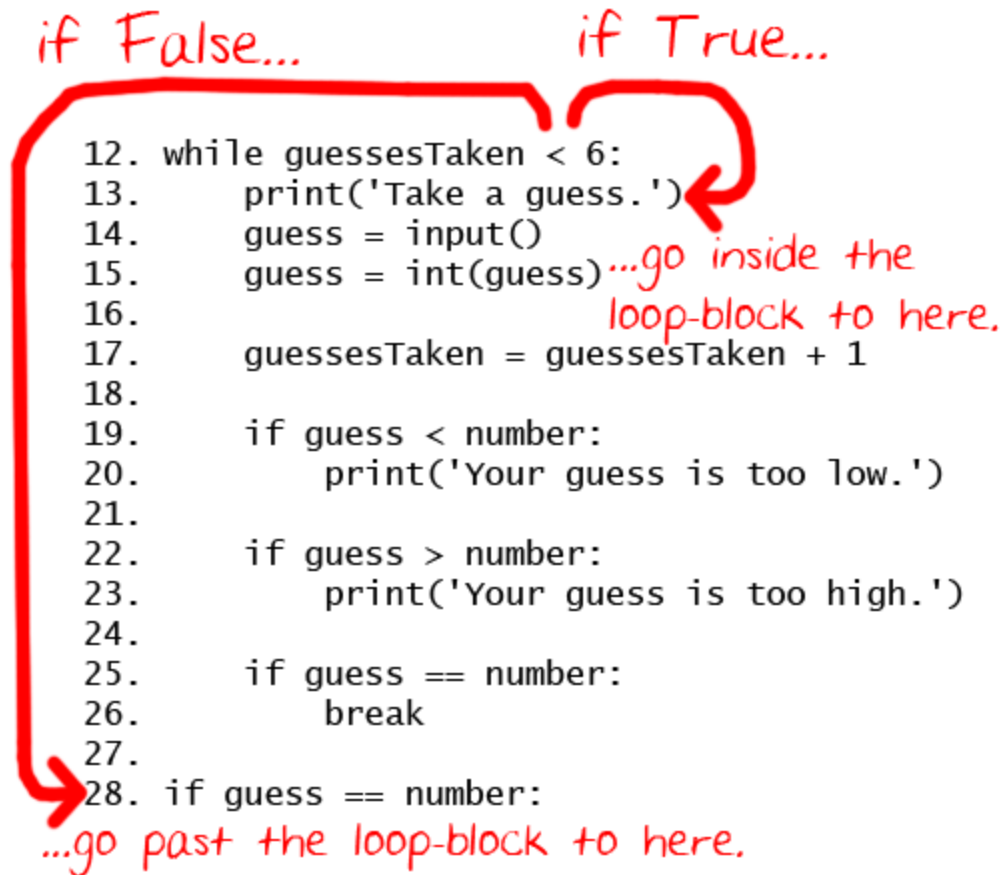 if False... if True...
12. while guessesTaken < 6:
13.     print('Take a guess.')
14.     guess = input()
15.     guess = int(guess)
...go inside the
16.
loop-block to here.
17.     guessesTaken = guessesTaken + 1
18.
19.     if guess < number:
20.         print('Your guess is too low.')
21.
22.     if guess > number:
23.         print('Your guess is too high.')
24.
25.     if guess == number:
26.         break
27.
28. if guess == number:
...go past the loop-block to here.